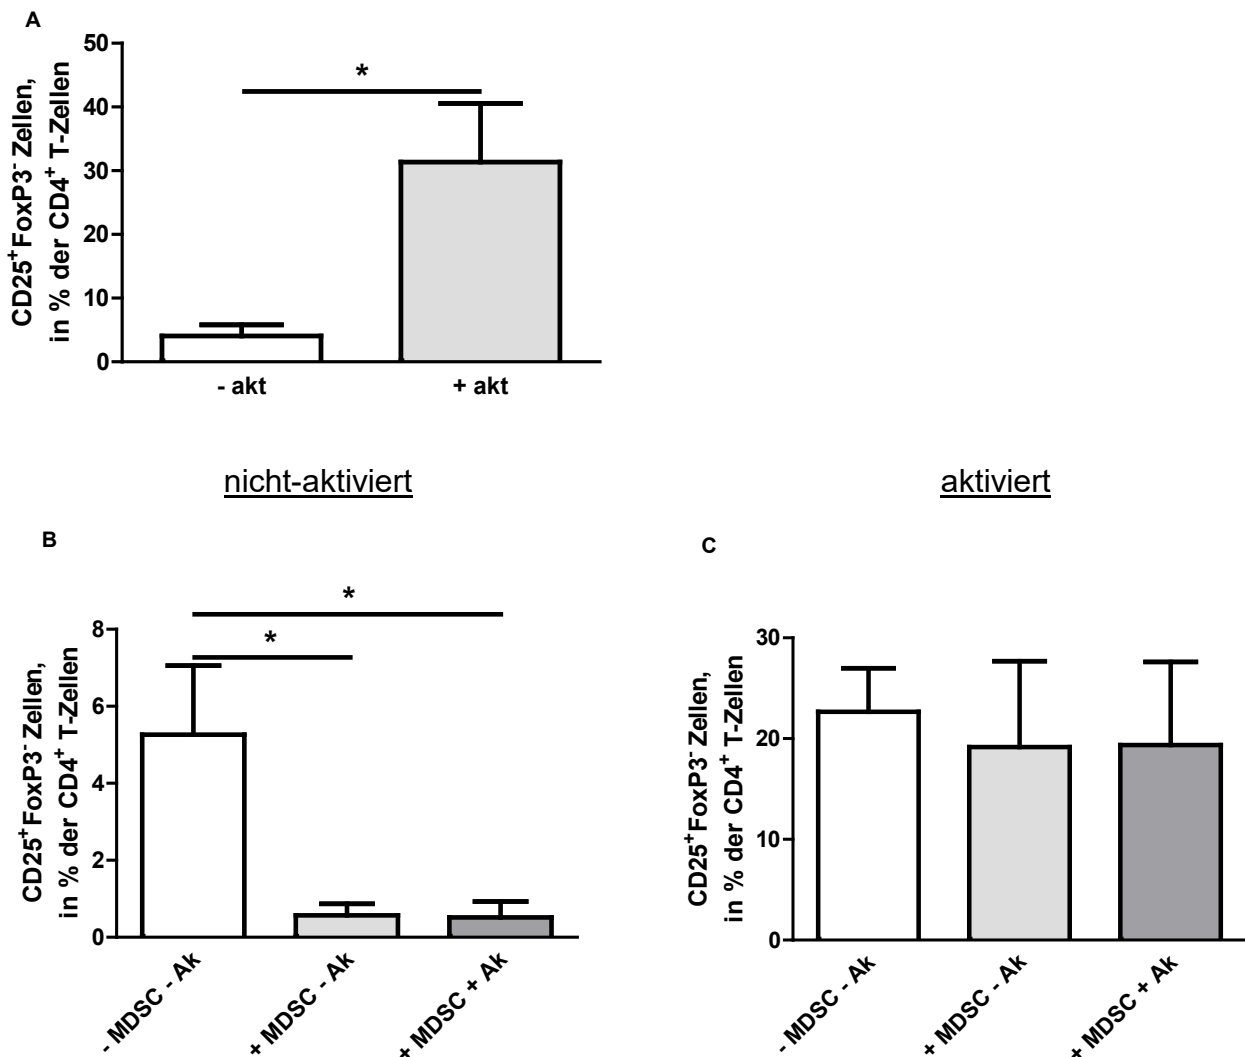 A
CD25⁺FoxP3⁻ Zellen,
in % der CD4⁺ T-Zellen
50
40
30
20
10
0
*
- akt
+ akt
nicht-aktiviert
aktiviert
B
CD25⁺FoxP3⁻ Zellen,
in % der CD4⁺ T-Zellen
8
6
4
2
0
*
*
- MDSC - Ak
+ MDSC - Ak
+ MDSC + Ak
C
CD25⁺FoxP3⁻ Zellen,
in % der CD4⁺ T-Zellen
30
20
10
0
- MDSC - Ak
+ MDSC - Ak
+ MDSC + Ak